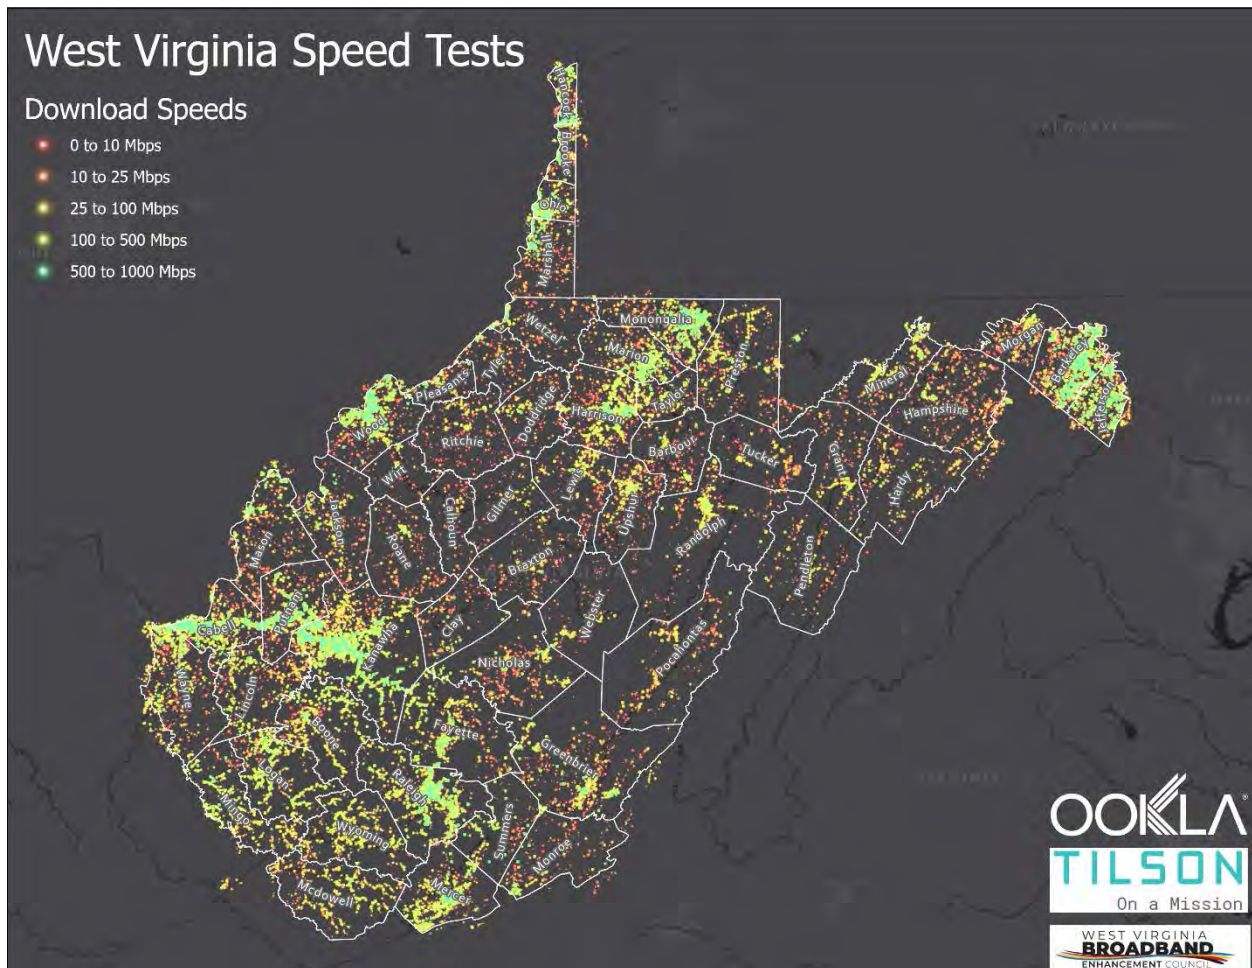 West Virginia Speed Tests
Download Speeds
0 to 10 Mbps
10 to 25 Mbps
25 to 100 Mbps
100 to 500 Mbps
500 to 1000 Mbps
Hancock
Brooke
Ohio
Marshall
Wetzel
Monongalia
Marion
Preston
Tyler
Pleasants
Doddridge
Harrison
Taylor
Wood
Ritchie
Wirt
Barbour
Tucker
Mineral
Hampshire
Morgan
Berkeley
Jefferson
Grant
Hardy
Lewis
Gilmer
Calhoun
Upshur
Randolph
Jackson
Roane
Mason
Braxton
Pendleton
Putnam
Cabell
Kanawha
Clay
Webster
Pocahontas
Nicholas
Wayne
Lincoln
Boone
Fayette
Greenbrier
Logan
Raleigh
Mingo
Wyoming
Summers
Monroe
Mcdowell
Mercer
OOKLA®
TILSON
On a Mission
WEST VIRGINIA
BROADBAND
ENHANCEMENT COUNCIL